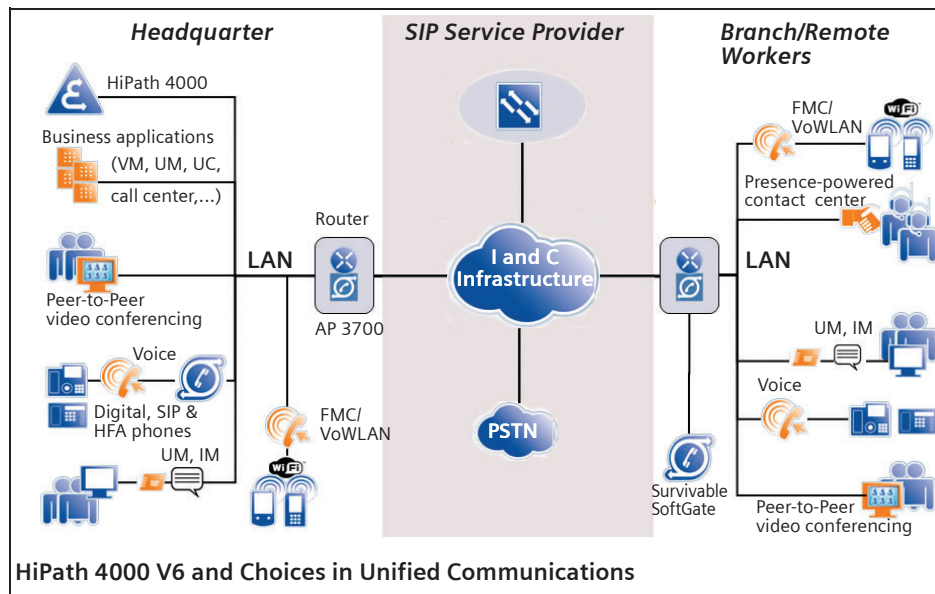 Headquarter
SIP Service Provider
Branch/Remote
Workers
HiPath 4000
Business applications
(VM, UM, UC,
call center,...)
Router
LAN
AP 3700
Peer-to-Peer
video conferencing
Voice
Digital, SIP &
HFA phones
UM, IM
FMC/
VoWLAN
WiFi
I and C
Infrastructure
PSTN
FMC/
VoWLAN
WiFi
Presence-powered
contact center
LAN
UM, IM
Voice
Survivable
SoftGate
Peer-to-Peer
video conferencing
HiPath 4000 V6 and Choices in Unified Communications